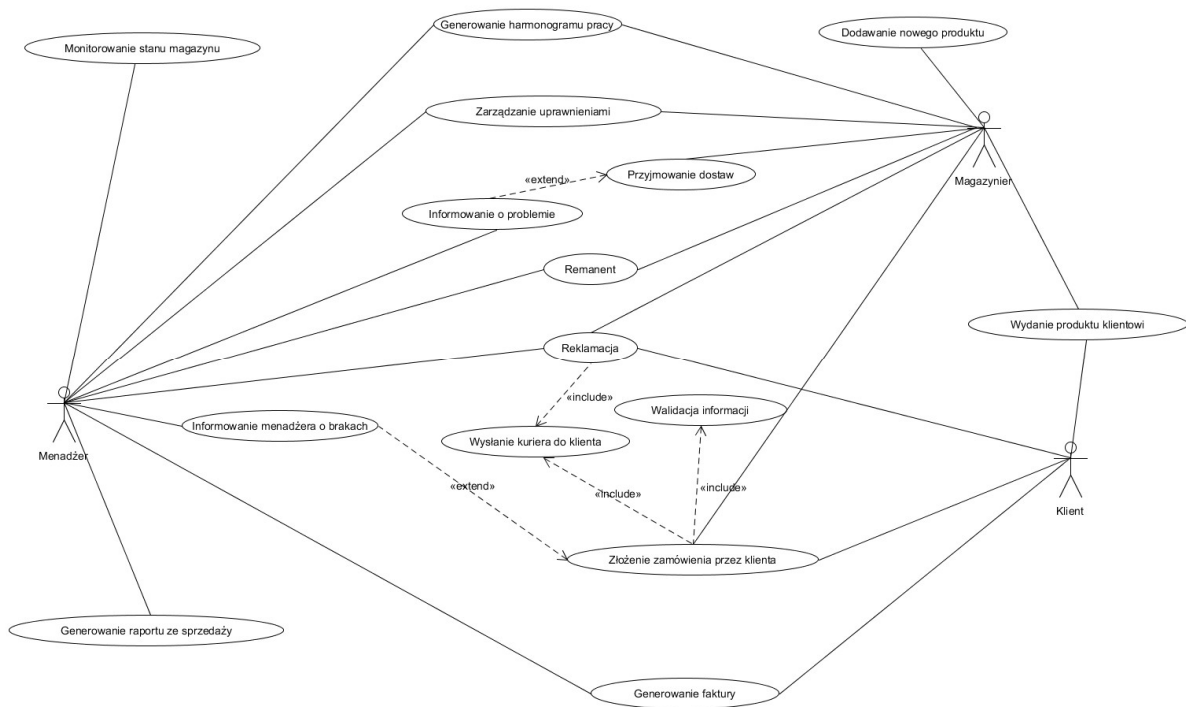 Generowanie harmonogramu pracy
Dodawanie nowego produktu
Monitorowanie stanu magazynu
Zarządzanie uprawnieniami
Magazynier
«extend»
Przyjmowanie dostaw
Informowanie o problemie
Remanent
Wydanie produktu klientowi
Reklamacja
Menadżer
«include»
Walidacja informacji
Informowanie menadżera o brakach
Wysłanie kuriera do klienta
«extend»
«include»
«include»
Klient
Złożenie zamówienia przez klienta
Generowanie raportu ze sprzedaży
Generowanie faktury